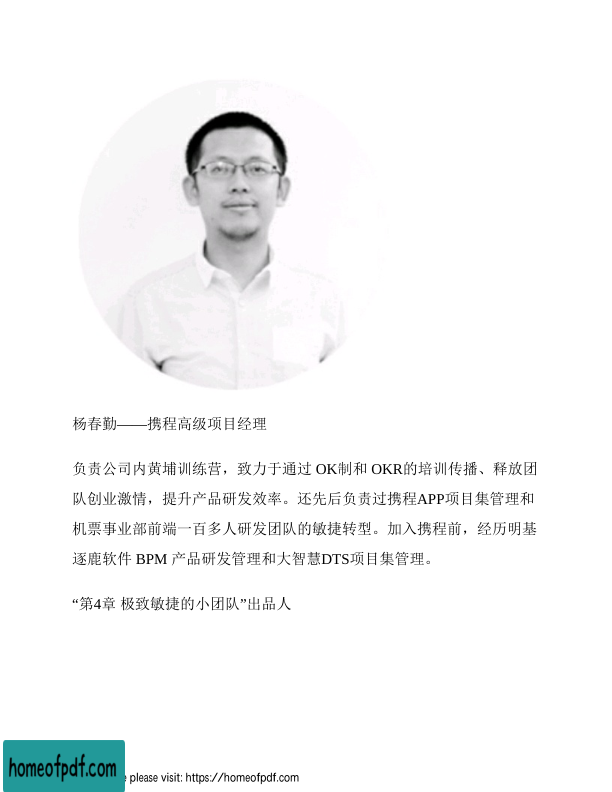 杨春勤——携程高级项目经理
负责公司内黄埔训练营，致力于通过 OK制和 OKR的培训传播、释放团
队创业激情，提升产品研发效率。还先后负责过携程APP项目集管理和
机票事业部前端一百多人研发团队的敏捷转型。加入携程前，经历明基
逐鹿软件 BPM 产品研发管理和大智慧DTS项目集管理。
“第4章 极致敏捷的小团队”出品人
homeofpdf.com
please visit: https://homeofpdf.com